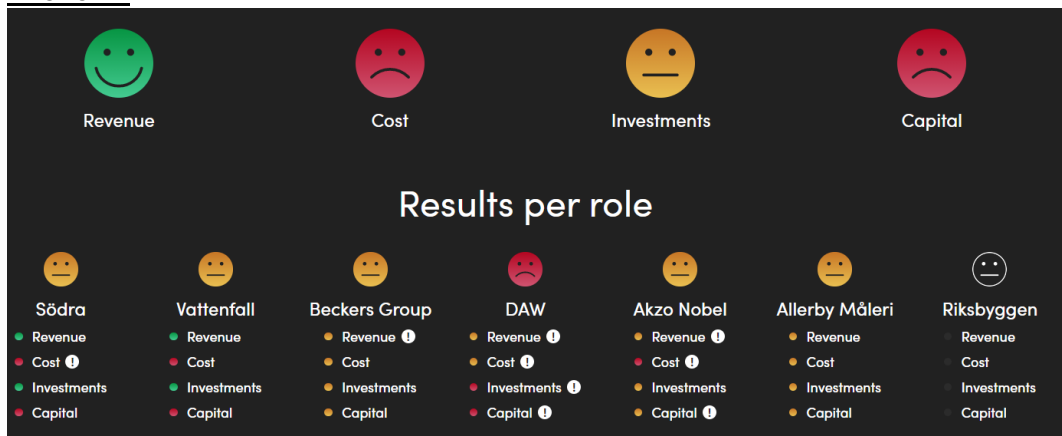 Revenue Cost Investments Capital
Results per role
Södra Vattenfall Beckers Group DAW Akzo Nobel Allerby Måleri Riksbyggen
Revenue Revenue Revenue ! Revenue ! Revenue ! Revenue Revenue
Cost ! Cost Cost Cost ! Cost ! Cost Cost
Investments Investments Investments Investments ! Investments Investments Investments
Capital Capital Capital Capital ! Capital ! Capital Capital